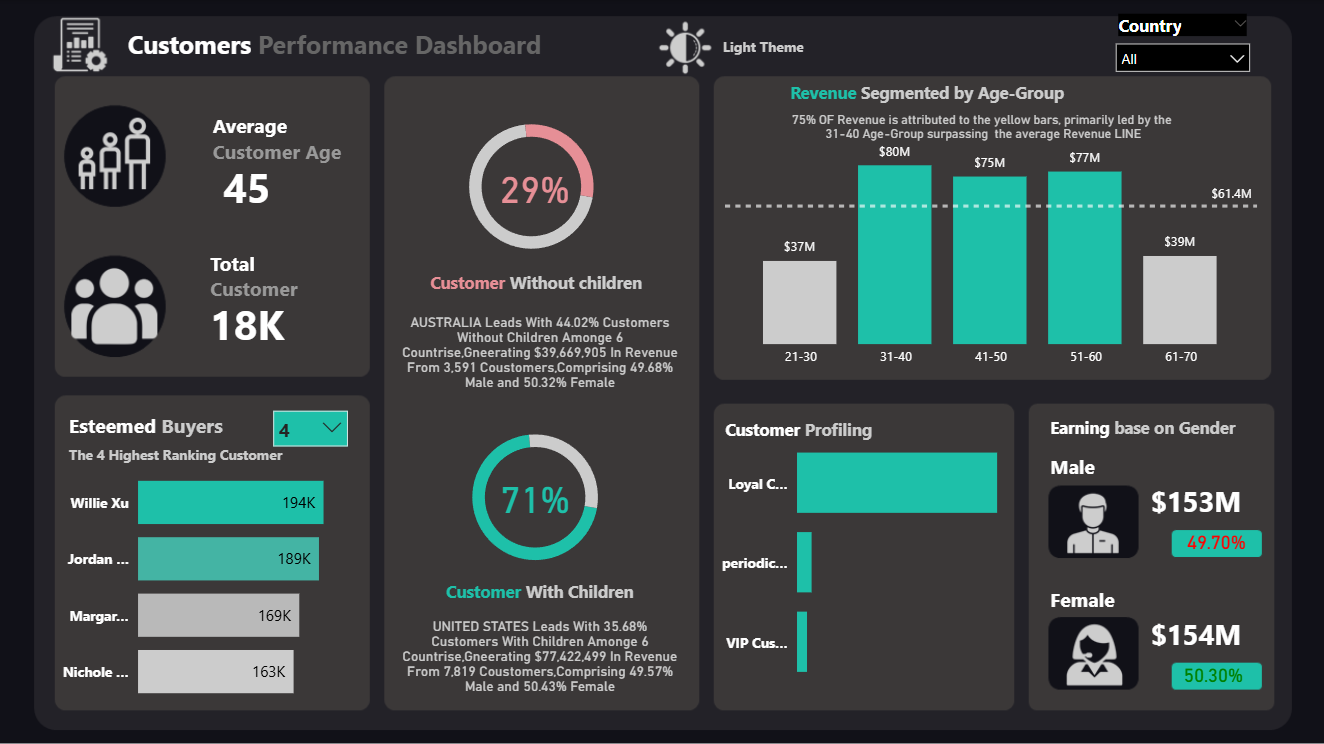 Customers Performance Dashboard
Light Theme
Country
All
Average
Customer Age
45
Total
Customer
18K
Esteemed Buyers
4
The 4 Highest Ranking Customer
Willie Xu
194K
Jordan ...
189K
Margar...
169K
Nichole ...
163K
29%
Customer Without children
AUSTRALIA Leads With 44.02% Customers
Without Children Amonge 6
Countrise,Gneerating $39,669,905 In Revenue
From 3,591 Coustomers,Comprising 49.68%
Male and 50.32% Female
71%
Customer With Children
UNITED STATES Leads With 35.68%
Customers With Children Amonge 6
Countrise,Gneerating $77,422,499 In Revenue
From 7,819 Coustomers,Comprising 49.57%
Male and 50.43% Female
Revenue Segmented by Age-Group
75% OF Revenue is attributed to the yellow bars, primarily led by the
31-40 Age-Group surpassing the average Revenue LINE
$80M
$75M
$77M
$61.4M
$37M
$39M
21-30
31-40
41-50
51-60
61-70
Customer Profiling
Loyal C...
periodic...
VIP Cus...
Earning base on Gender
Male
$153M
49.70%
Female
$154M
50.30%